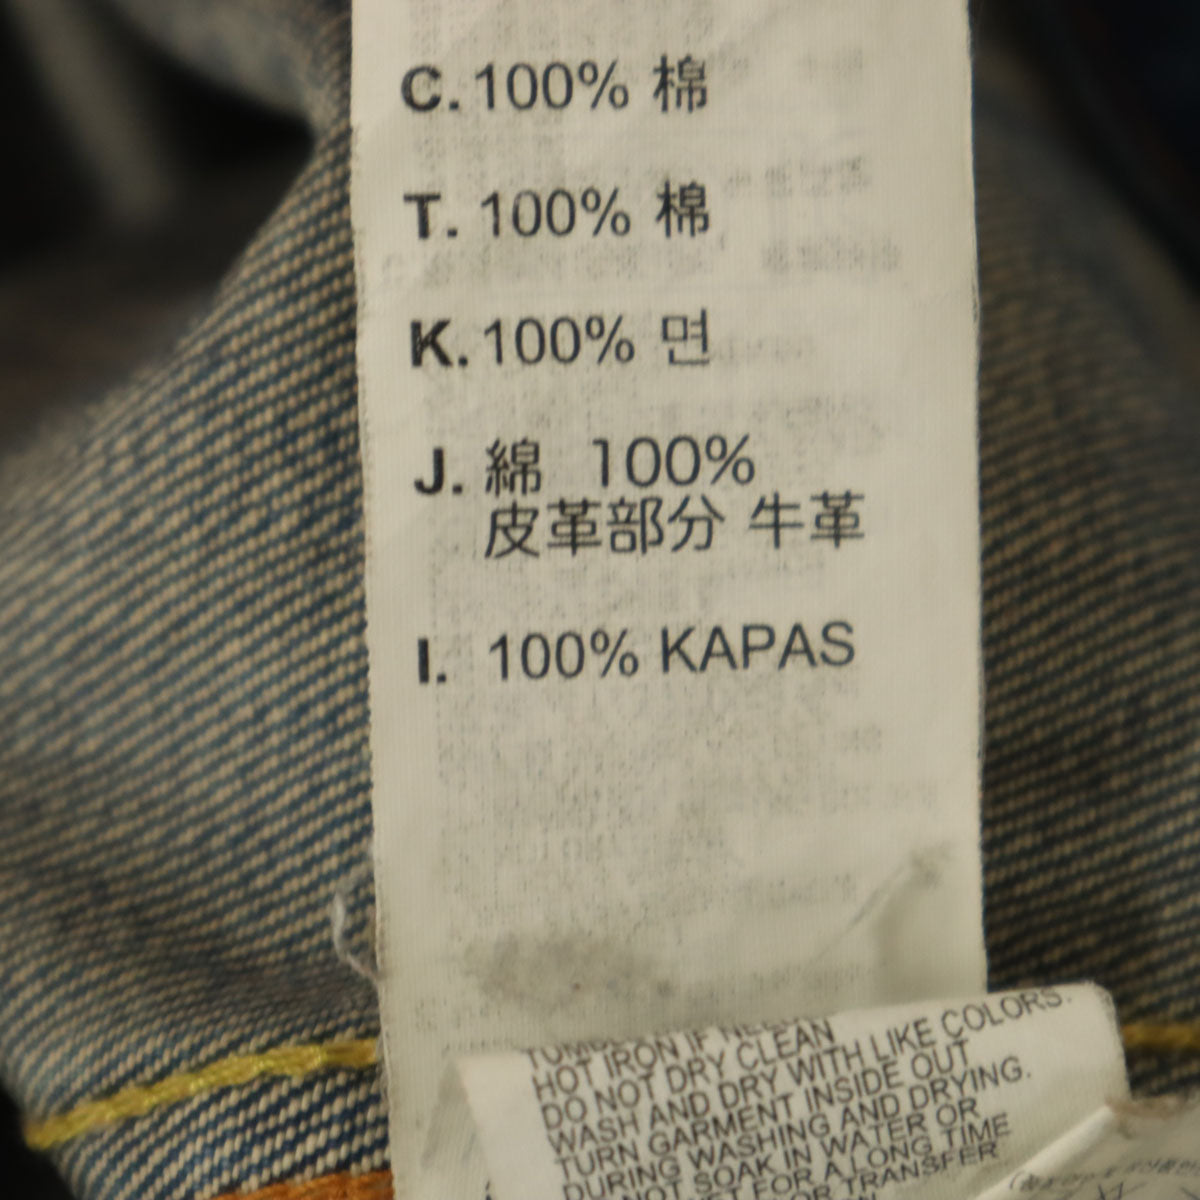 C. 100% 棉
T. 100% 棉
K. 100% 면
J. 綿 100%
皮革部分 牛革
I. 100% KAPAS
HOT IRON IF
DO NOT DRY CLEAN
WASH AND DRY WITH LIKE COLORS.
TURN GARMENT INSIDE OUT
DURING WASHING AND DRYING.
NOT SOAK IN WATER OR
FOR A LONG TIME
OR TRANSFER